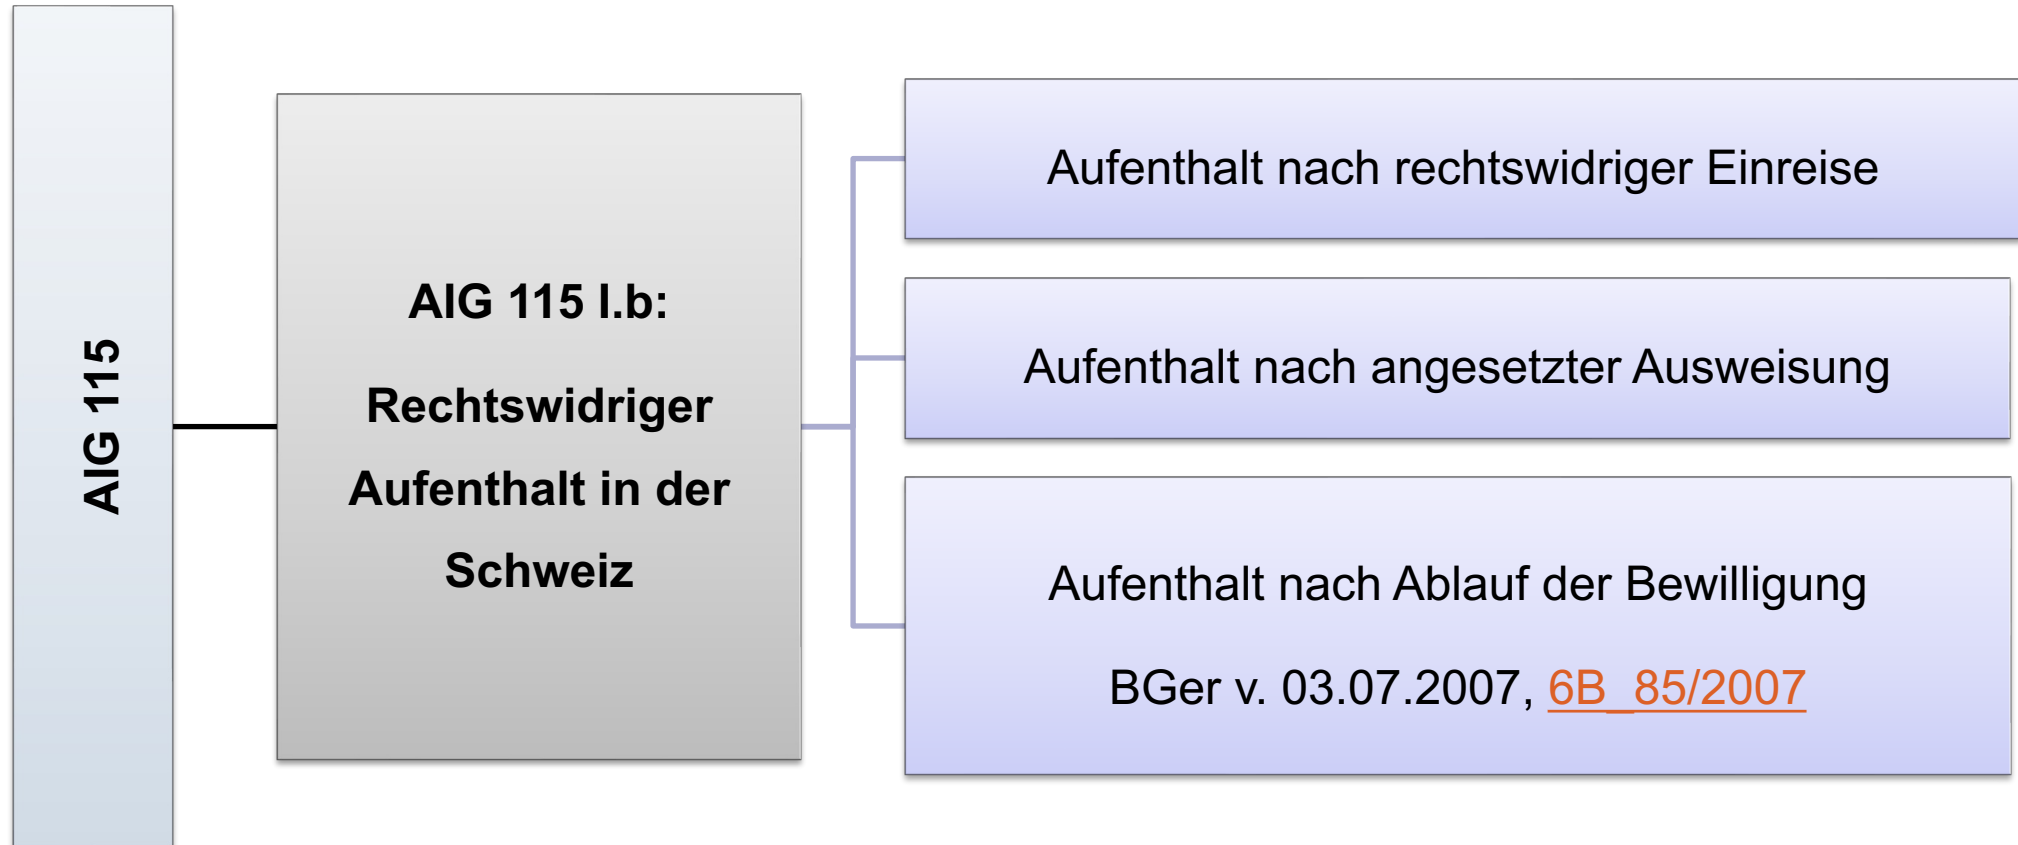 AIG 115
AIG 115 I.b:
Rechtswidriger
Aufenthalt in der
Schweiz
Aufenthalt nach rechtswidriger Einreise
Aufenthalt nach angesetzter Ausweisung
Aufenthalt nach Ablauf der Bewilligung
BGer v. 03.07.2007, 6B_85/2007